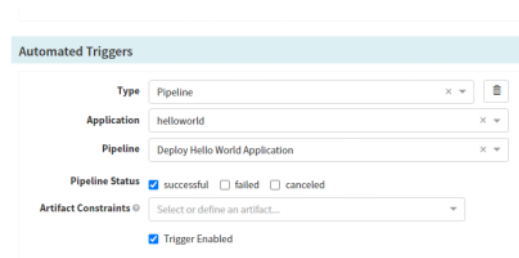 Automated Triggers
Type Pipeline
Application helloworld
Pipeline Deploy Hello World Application
Pipeline Status successful failed canceled
Artifact Constraints Select or define an artifact...
Trigger Enabled